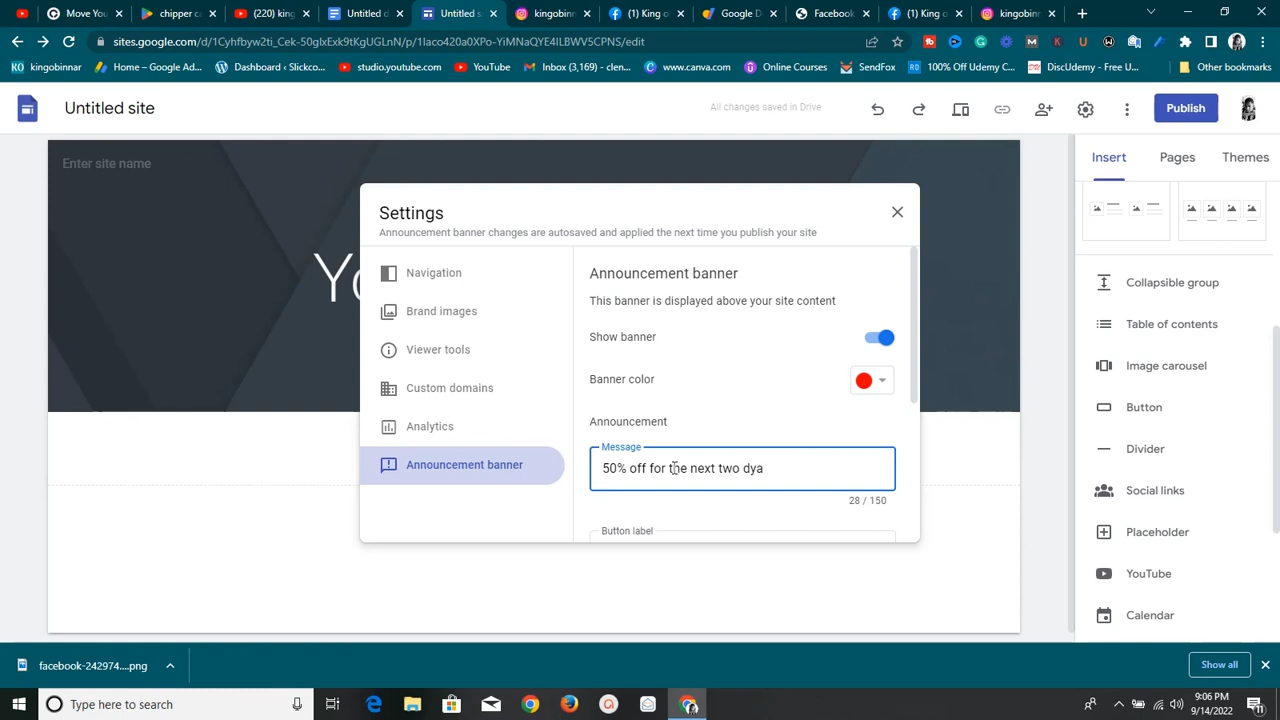 Move You
chipper ca
(220) king
Untitled d
Untitled s
kingobinn
(1) King o
Google D
Facebook
(1) King o
kingobinn
sites.google.com/d/1Cyhfbyw2ti_Cek-50glxExk9tKgUGLnN/p/1laco420a0XPo-YiMNaQYE4ILBWV5CPNS/edit
kingobinnar
Home – Google Ad...
Dashboard ‹ Slickco...
studio.youtube.com
YouTube
Inbox (3,169) - clen...
www.canva.com
Online Courses
SendFox
100% Off Udemy C...
DiscUdemy - Free U...
Other bookmarks
Untitled site
All changes saved in Drive
Publish
Enter site name
Insert
Pages
Themes
Settings
Announcement banner changes are autosaved and applied the next time you publish your site
Navigation
Brand images
Viewer tools
Custom domains
Analytics
Announcement banner
Announcement banner
This banner is displayed above your site content
Show banner
Banner color
Announcement
Message
50% off for the next two dya
28 / 150
Button label
Collapsible group
Table of contents
Image carousel
Button
Divider
Social links
Placeholder
YouTube
Calendar
facebook-242974....png
Show all
Type here to search
9:06 PM
9/14/2022